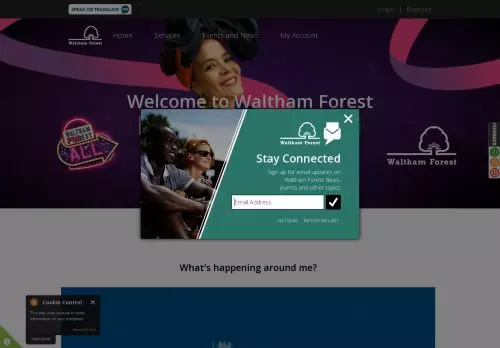 SPEAK OR TRANSLATE
Login | Register
Waltham Forest
Home
Services
Events and News
My Account
Welcome to Waltham Forest
WALTHAM FOREST
ALL
Waltham Forest
FEEDBACK
Waltham Forest
Stay Connected
Sign up for email updates on
Waltham Forest News,
events and other topics
Email Address
NO THANKS
REMIND ME LATER
What's happening around me?
Cookie Control
This site uses cookies to store
information on your computer.